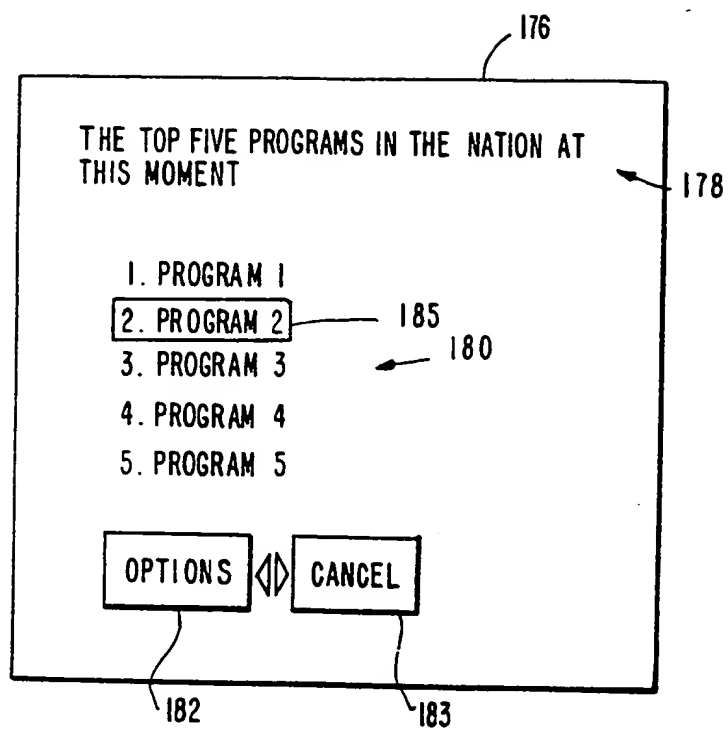 176
THE TOP FIVE PROGRAMS IN THE NATION AT
THIS MOMENT
178
1. PROGRAM 1
2. PROGRAM 2
185
3. PROGRAM 3
180
4. PROGRAM 4
5. PROGRAM 5
OPTIONS
CANCEL
182
183